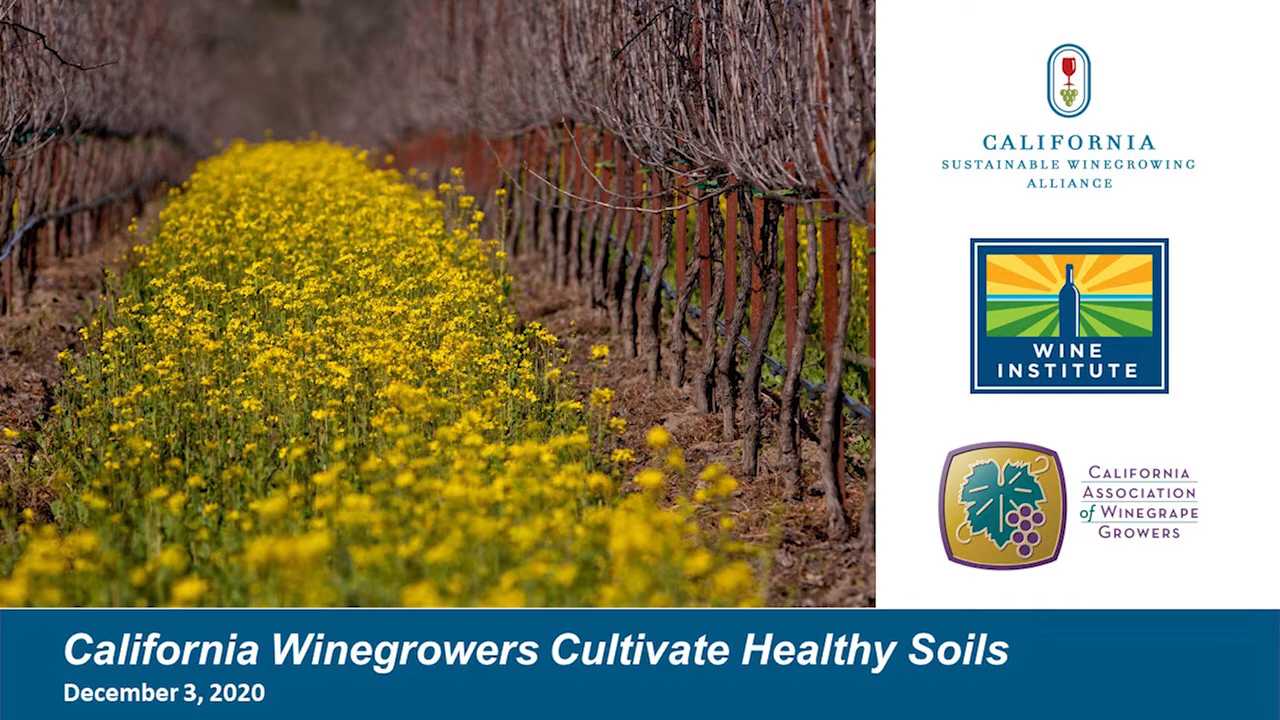 CALIFORNIA
SUSTAINABLE WINEGROWING
ALLIANCE
WINE
INSTITUTE
CALIFORNIA
ASSOCIATION
of WINEGRAPE
GROWERS
California Winegrowers Cultivate Healthy Soils
December 3, 2020